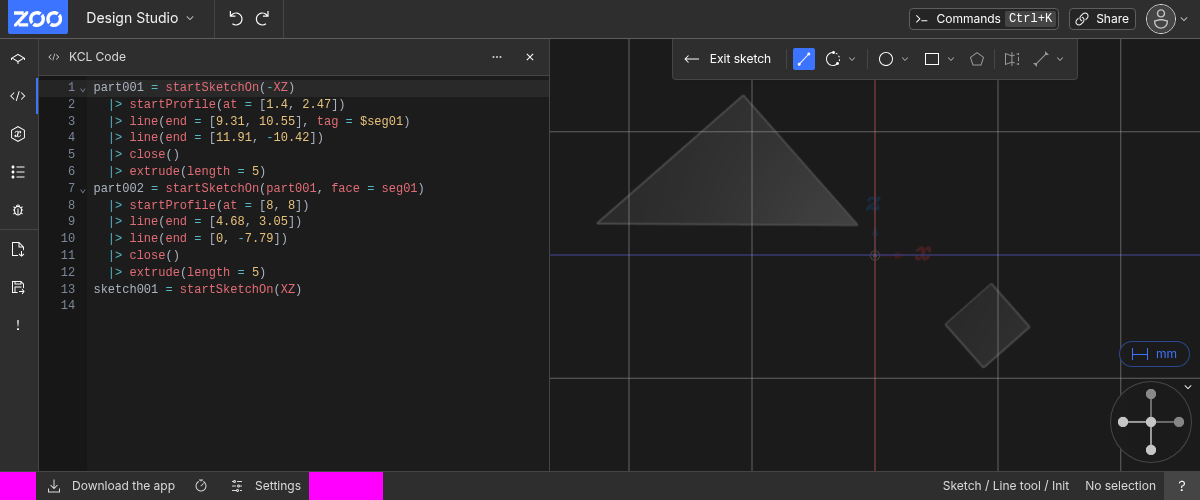 ZOO Design Studio Commands Ctrl+K Share
KCL Code
Exit sketch
1 part001 = startSketchOn(-XZ)
2 |> startProfile(at = [1.4, 2.47])
3 |> line(end = [9.31, 10.55], tag = $seg01)
4 |> line(end = [11.91, -10.42])
5 |> close()
6 |> extrude(length = 5)
7 part002 = startSketchOn(part001, face = seg01)
8 |> startProfile(at = [8, 8])
9 |> line(end = [4.68, 3.05])
10 |> line(end = [0, -7.79])
11 |> close()
12 |> extrude(length = 5)
13 sketch001 = startSketchOn(XZ)
14
z
x
mm
Download the app Settings Sketch / Line tool / Init No selection ?